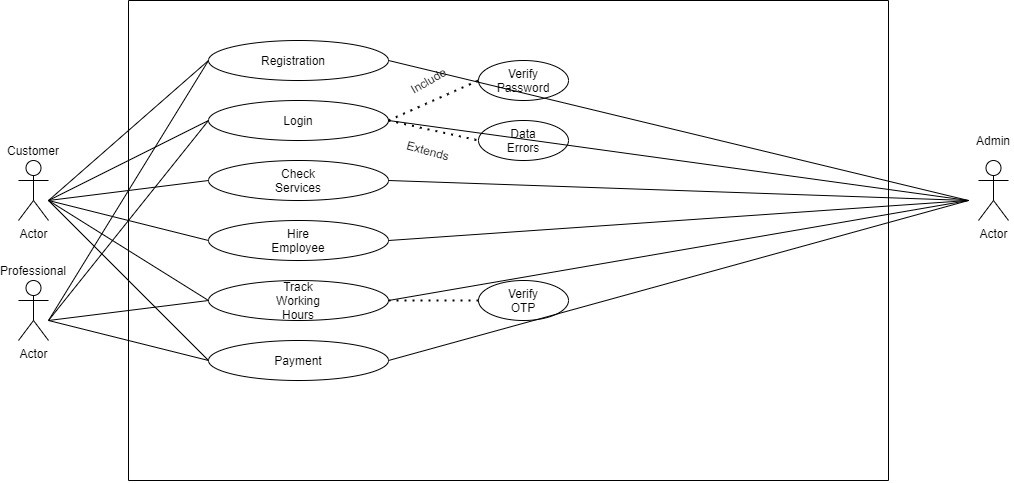 Registration
Include
Verify
Password
Login
Data
Errors
Extends
Customer
Actor
Check
Services
Admin
Actor
Hire
Employee
Professional
Actor
Track
Working
Hours
Verify
OTP
Payment